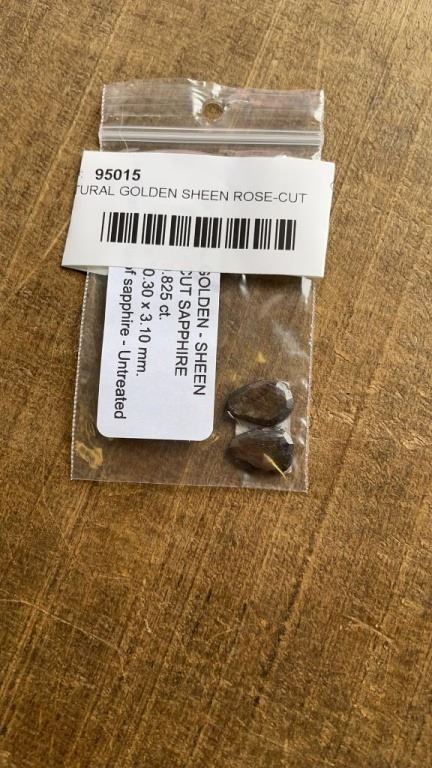 95015
TURAL GOLDEN SHEEN ROSE-CUT
GOLDEN - SHEEN
CUT SAPPHIRE
.825 ct.
0.30 x 3.10 mm.
of sapphire - Untreated